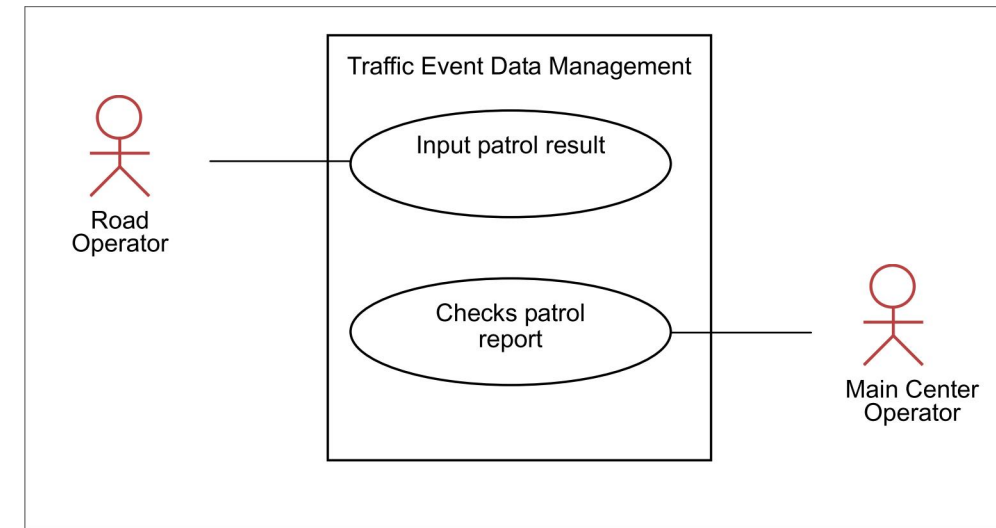 Traffic Event Data Management
Input patrol result
Road
Operator
Checks patrol
report
Main Center
Operator